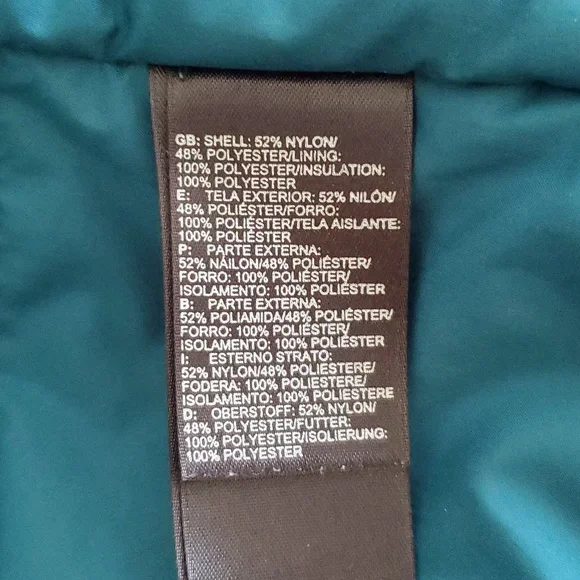 GB: SHELL: 52% NYLON/
48% POLYESTER/LINING:
100% POLYESTER/INSULATION:
100% POLYESTER
E: TELA EXTERIOR: 52% NILÓN/
48% POLIÉSTER/FORRO:
100% POLIÉSTER/TELA AISLANTE:
100% POLIÉSTER
P: PARTE EXTERNA:
52% NÁILON/48% POLIÉSTER/
FORRO: 100% POLIÉSTER/
ISOLAMENTO: 100% POLIÉSTER
B: PARTE EXTERNA:
52% POLIAMIDA/48% POLIÉSTER/
FORRO: 100% POLIÉSTER/
ISOLAMENTO: 100% POLIÉSTER
I: ESTERNO STRATO:
52% NYLON/48% POLIESTERE/
FODERA: 100% POLIESTERE/
ISOLAMENTO: 100% POLIESTERE
D: OBERSTOFF: 52% NYLON/
48% POLYESTER/FUTTER:
100% POLYESTER/ISOLIERUNG:
100% POLYESTER